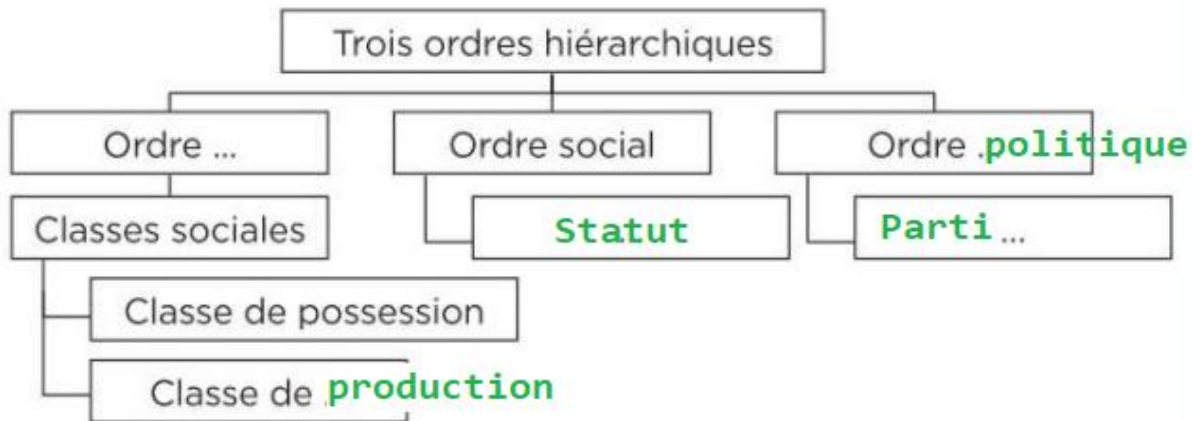 Trois ordres hiérarchiques
Ordre ...
Ordre social
Ordre .politique
Classes sociales
Statut
Parti ...
Classe de possession
Classe de .production